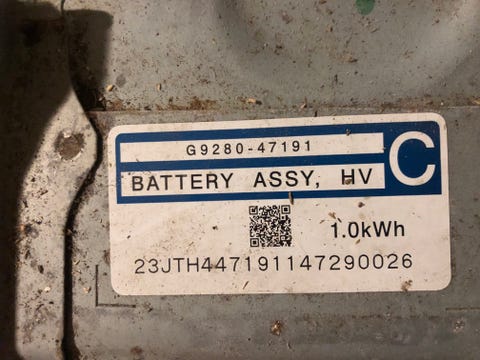 G9280-47191
C
BATTERY ASSY, HV
1.0kWh
23JTH447191147290026